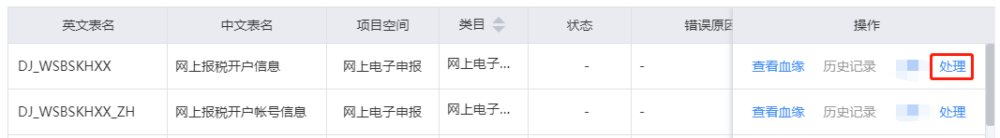 英文表名 中文表名 项目空间 类目 状态 错误原因 操作
DJ_WSBSKHXX 网上报税开户信息 网上电子申报 网上电子... - - 查看血缘 历史记录 处理
DJ_WSBSKHXX_ZH 网上报税开户帐号信息 网上电子申报 网上电子... - - 查看血缘 历史记录 处理